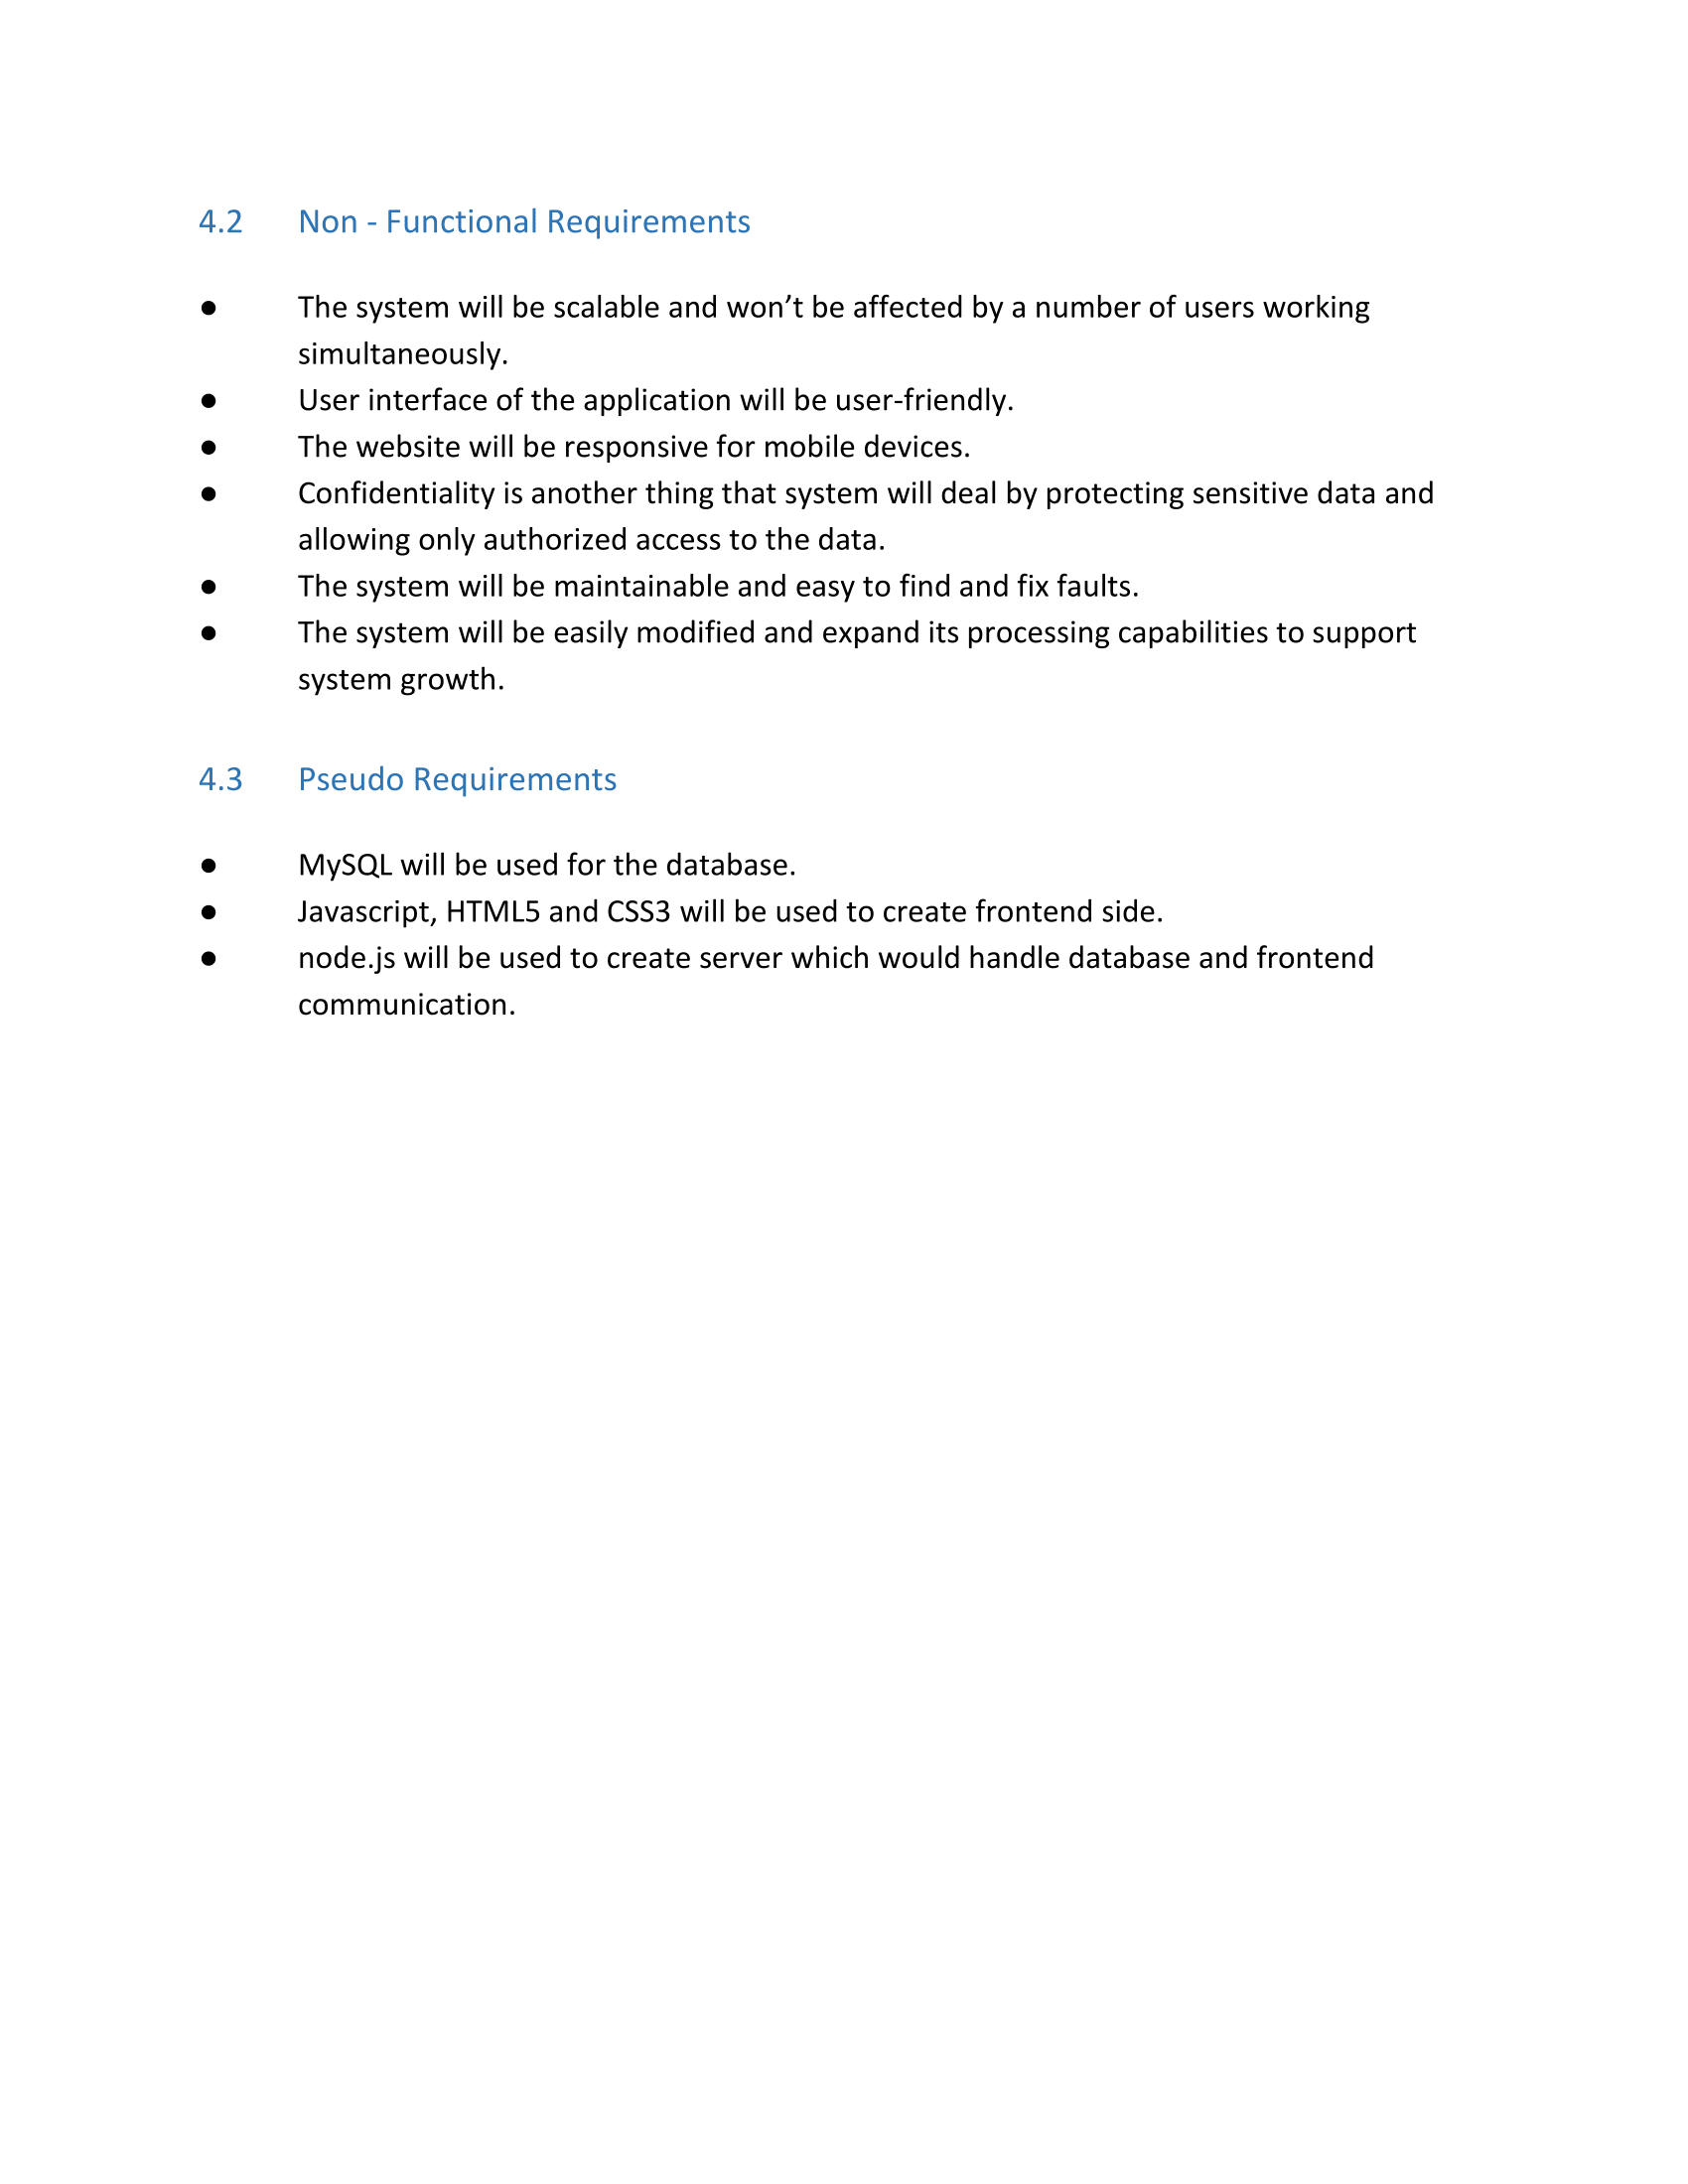 4.2 Non - Functional Requirements
● The system will be scalable and won’t be affected by a number of users working
simultaneously.
● User interface of the application will be user-friendly.
● The website will be responsive for mobile devices.
● Confidentiality is another thing that system will deal by protecting sensitive data and
allowing only authorized access to the data.
● The system will be maintainable and easy to find and fix faults.
● The system will be easily modified and expand its processing capabilities to support
system growth.
4.3 Pseudo Requirements
● MySQL will be used for the database.
● Javascript, HTML5 and CSS3 will be used to create frontend side.
● node.js will be used to create server which would handle database and frontend
communication.